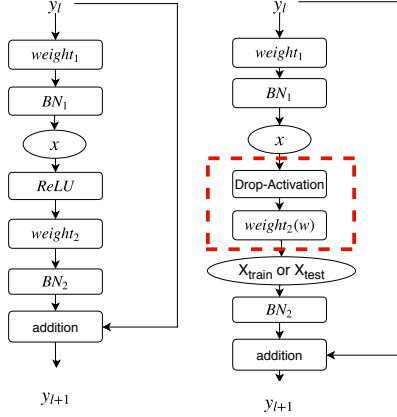 y_l
weight_1
BN_1
x
ReLU
weight_2
BN_2
addition
y_{l+1}
y_l
weight_1
BN_1
x
Drop-Activation
weight_2(w)
X_train or X_test
BN_2
addition
y_{l+1}